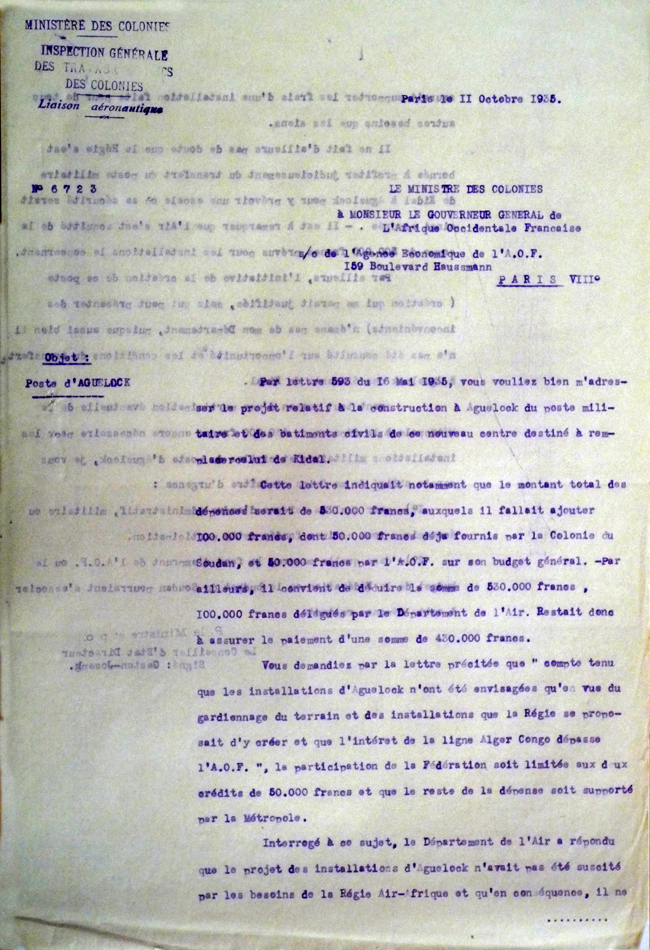 MINISTÈRE DES COLONIES
INSPECTION GÉNÉRALE
DES
DES COLONIES
Liaison aéronautique
Paris le II Octobre 1935.
N° 6723
LE MINISTRE DES COLONIES
à MONSIEUR LE GOUVERNEUR GENERAL de
L'Afrique Occidentale Francaise
s/c de l'Agence Economique de l'A.O.F.
I59 Boulevard Haussmann
PARIS VIII°
Objet :
Poste d'AGUELOCK
Par lettre 593 du I6 Mai 1935, vous vouliez bien m'adres-
ser le projet relatif à la construction à Aguelock du poste mili-
taire et des batiments civils de ce nouveau centre destiné à rem-
placer celui de Kidal.
Cette lettre indiquait notamment que le montant total des
dépenses serait de 530.000 francs, auxquels il fallait ajouter
I00.000 francs, dont 50.000 francs déja fournis par la Colonie du
Soudan, et 50.000 francs par l'A.O.F. sur son budget général. -Par
ailleurs, il convient de déduire la somme de 530.000 francs ,
I00.000 francs délégués par le Département de l'Air. Restait donc
à assurer le paiement d'une somme de 430.000 francs.
Vous demandiez par la lettre précitée que " compte tenu
que les installations d'Aguelock n'ont été envisagées qu'en vue du
gardiennage du terrain et des installations que la Régie se propo-
sait d'y créer et que l'intéret de la ligne Alger Congo dépasse
l'A.O.F. ", la participation de la Fédération soit limitée aux deux
crédits de 50.000 francs et que le reste de la dépense soit supporté
par la Métropole.
Interrogé à ce sujet, le Département de l'Air a répondu
que le projet des installations d'Aguelock n'avait pas été suscité
par les besoins de la Régie Air-Afrique et qu'en conséquence, il ne
..........